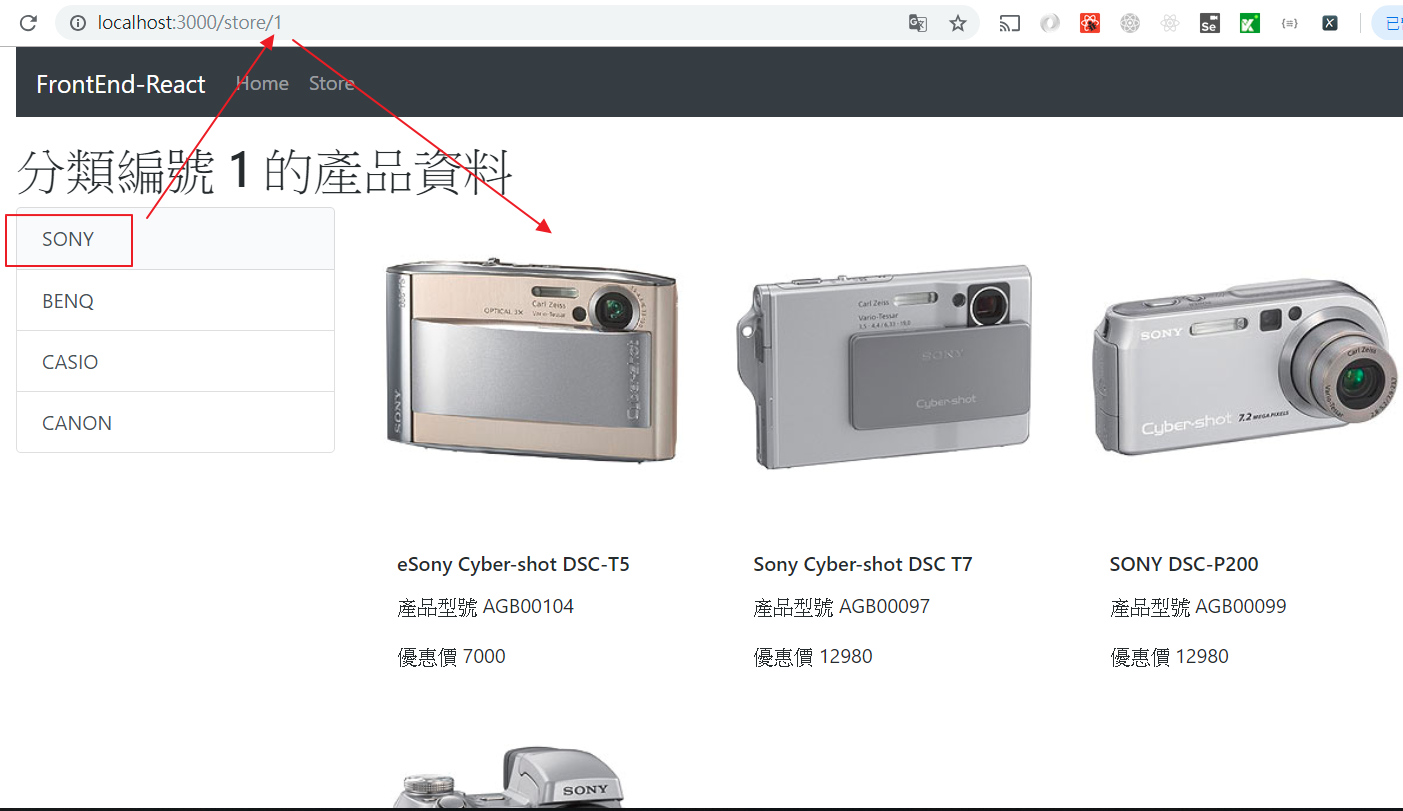 localhost:3000/store/1
Se
{≡}
X
已
FrontEnd-React Home Store
分類編號 1 的產品資料
SONY
BENQ
CASIO
CANON
Carl Zeiss
Vario-Tessar
OPTICAL 3X
SONY
Cyber-shot
Carl Zeiss
Vario-Tessar
SONY
Cyber-shot
SONY
Carl Zeiss
Vario-Tessar
Cyber-shot 7.2 MEGA PIXELS
eSony Cyber-shot DSC-T5
產品型號 AGB00104
優惠價 7000
Sony Cyber-shot DSC T7
產品型號 AGB00097
優惠價 12980
SONY DSC-P200
產品型號 AGB00099
優惠價 12980
SONY